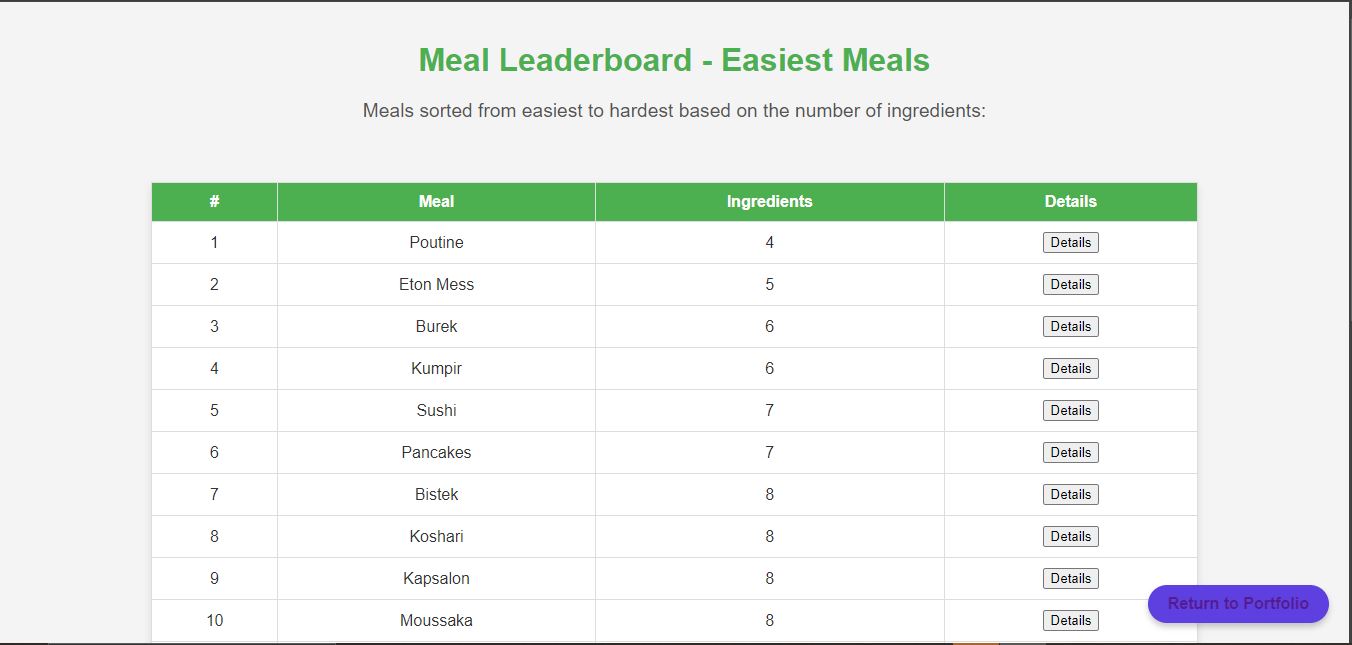 Meal Leaderboard - Easiest Meals
Meals sorted from easiest to hardest based on the number of ingredients:
# Meal Ingredients Details
1 Poutine 4 Details
2 Eton Mess 5 Details
3 Burek 6 Details
4 Kumpir 6 Details
5 Sushi 7 Details
6 Pancakes 7 Details
7 Bistek 8 Details
8 Koshari 8 Details
9 Kapsalon 8 Details
Return to Portfolio
10 Moussaka 8 Details